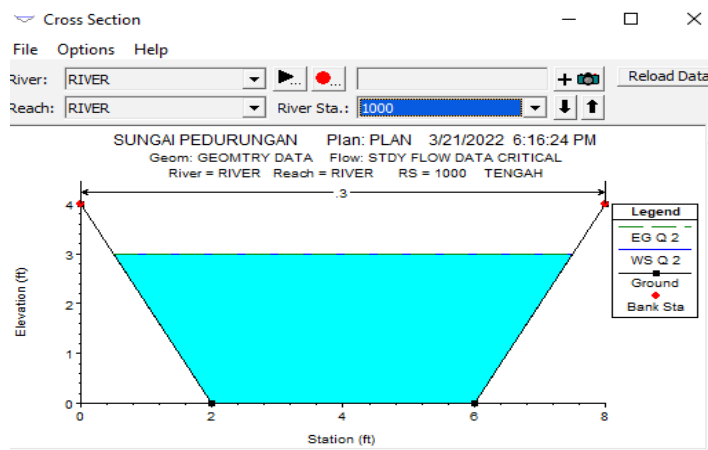 Cross Section
File Options Help
River: RIVER + Reload Data
Reach: RIVER River Sta.: 1000
SUNGAI PEDURUNGAN Plan: PLAN 3/21/2022 6:16:24 PM
Geom: GEOMTRY DATA Flow: STDY FLOW DATA CRITICAL
River = RIVER Reach = RIVER RS = 1000 TENGAH
.3
Legend
EG Q 2
WS Q 2
Ground
Bank Sta
Elevation (ft)
4
3
2
1
0
0 2 4 6 8
Station (ft)